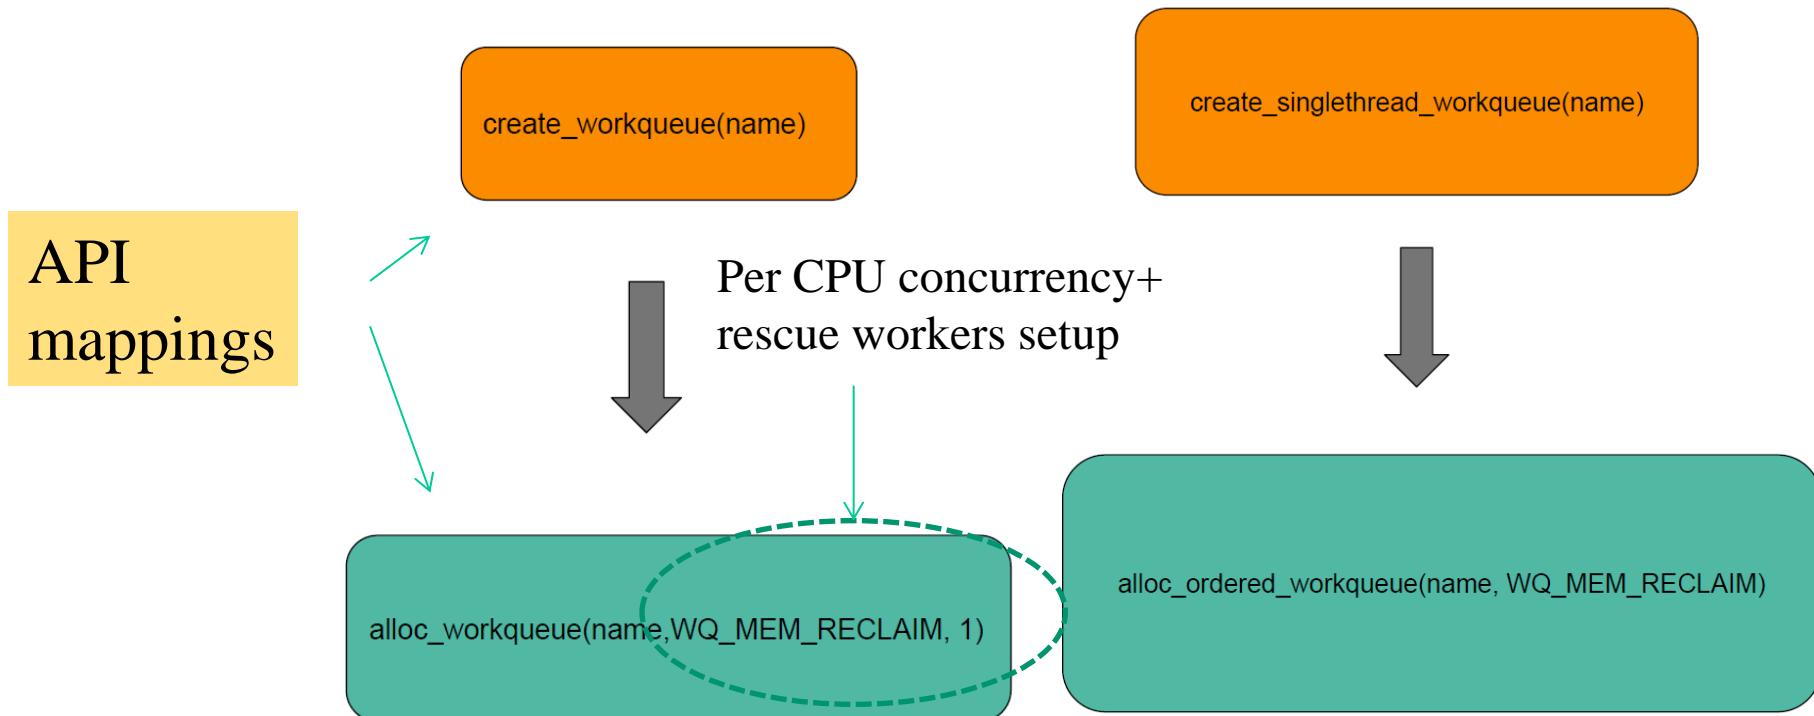 create_workqueue(name)
create_singlethread_workqueue(name)
API
mappings
Per CPU concurrency+
rescue workers setup
alloc_workqueue(name,WQ_MEM_RECLAIM, 1)
alloc_ordered_workqueue(name, WQ_MEM_RECLAIM)